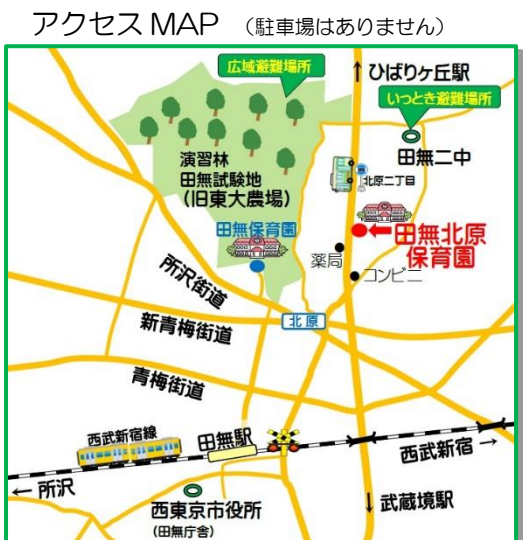 アクセス MAP (駐車場はありません)
広域避難場所
↑ ひばりヶ丘駅
いっとき避難場所
田無二中
演習林
田無試験地
(旧東大農場)
北原二丁目
田無保育園
←田無北原
保育園
薬局
コンビニ
所沢街道
新青梅街道
北原
青梅街道
西武新宿線
田無駅
西武新宿 →
← 所沢
西東京市役所
(田無庁舎)
↓ 武蔵境駅